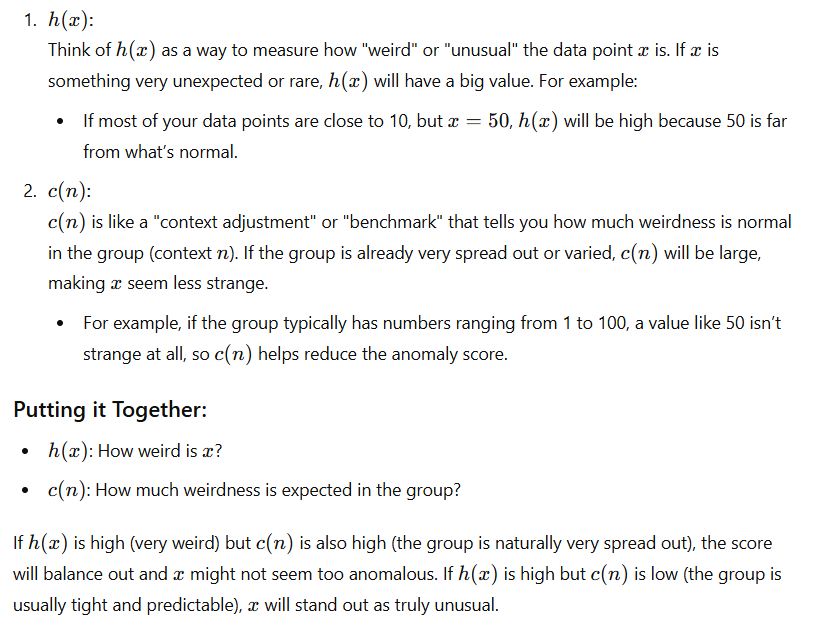 1. h(x):
Think of h(x) as a way to measure how "weird" or "unusual" the data point x is. If x is
something very unexpected or rare, h(x) will have a big value. For example:
• If most of your data points are close to 10, but x = 50, h(x) will be high because 50 is far
from what's normal.
2. c(n):
c(n) is like a "context adjustment" or "benchmark" that tells you how much weirdness is normal
in the group (context n). If the group is already very spread out or varied, c(n) will be large,
making x seem less strange.
• For example, if the group typically has numbers ranging from 1 to 100, a value like 50 isn't
strange at all, so c(n) helps reduce the anomaly score.
Putting it Together:
• h(x): How weird is x?
• c(n): How much weirdness is expected in the group?
If h(x) is high (very weird) but c(n) is also high (the group is naturally very spread out), the score
will balance out and x might not seem too anomalous. If h(x) is high but c(n) is low (the group is
usually tight and predictable), x will stand out as truly unusual.